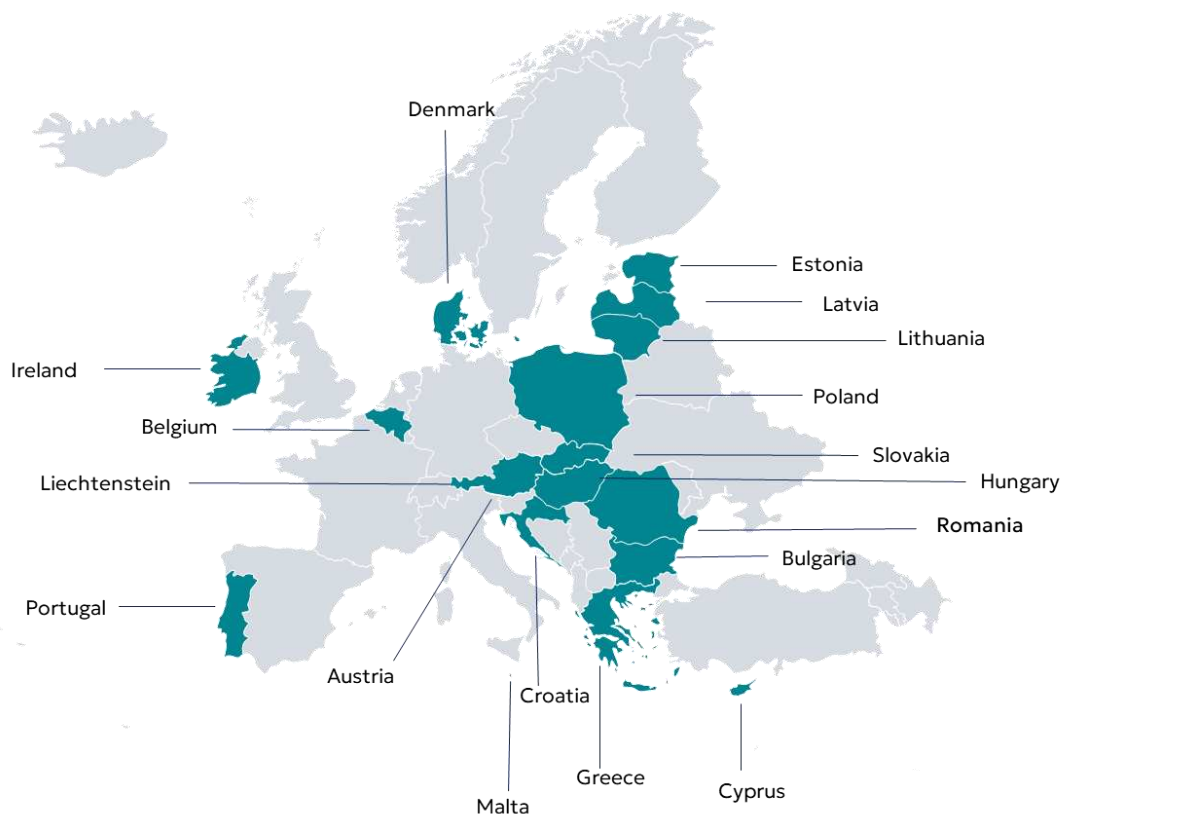 Denmark
Estonia
Latvia
Lithuania
Ireland
Poland
Belgium
Slovakia
Liechtenstein
Hungary
Romania
Bulgaria
Portugal
Austria
Croatia
Greece
Cyprus
Malta